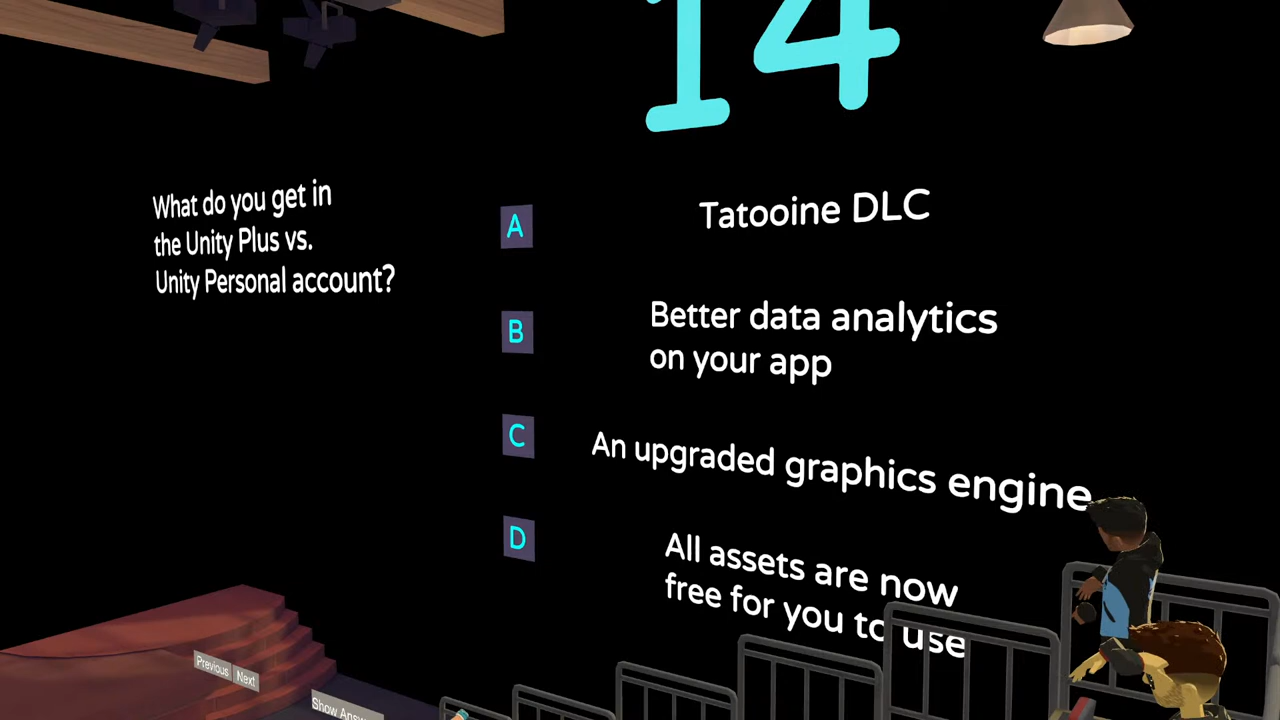 14
What do you get in
the Unity Plus vs.
Unity Personal account?
A
Tatooine DLC
B
Better data analytics
on your app
C
An upgraded graphics engine
D
All assets are now
free for you to use
Previous
Next
Show